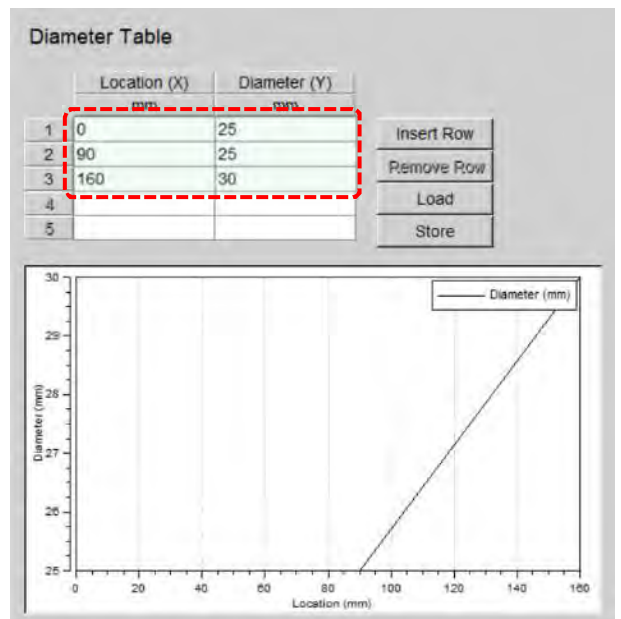 Diameter Table
Location (X) Diameter (Y)
mm mm
1 0 25 Insert Row
2 90 25 Remove Row
3 160 30
4 Load
5 Store
30
Diameter (mm)
29
28
27
26
25
Diameter (mm)
0 20 40 60 80 100 120 140 160
Location (mm)